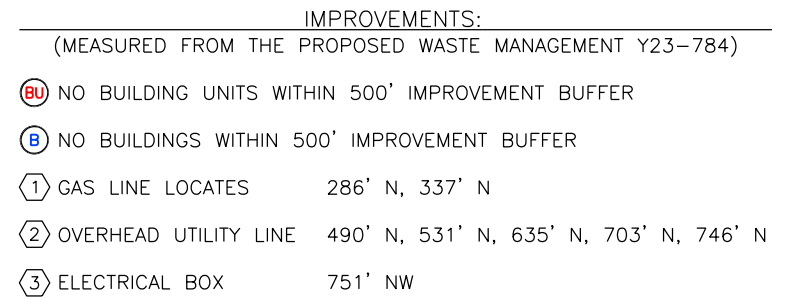 IMPROVEMENTS:
(MEASURED FROM THE PROPOSED WASTE MANAGEMENT Y23-784)
BU NO BUILDING UNITS WITHIN 500' IMPROVEMENT BUFFER
B NO BUILDINGS WITHIN 500' IMPROVEMENT BUFFER
1 GAS LINE LOCATES 286' N, 337' N
2 OVERHEAD UTILITY LINE 490' N, 531' N, 635' N, 703' N, 746' N
3 ELECTRICAL BOX 751' NW